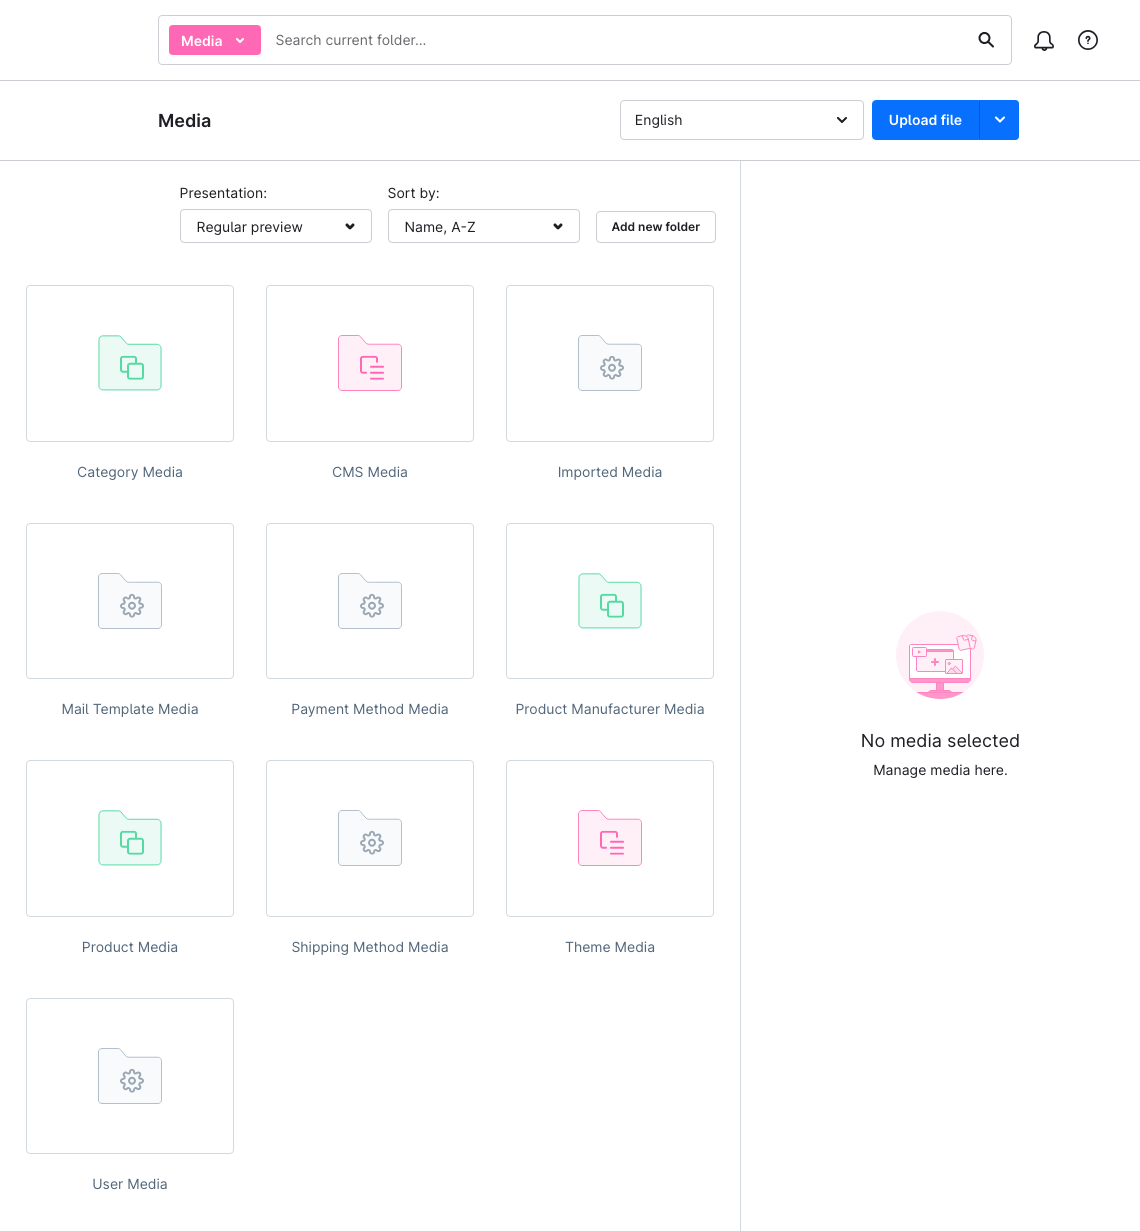 Media
Search current folder...
Media
English
Upload file
Presentation:
Sort by:
Regular preview
Name, A-Z
Add new folder
Category Media
CMS Media
Imported Media
Mail Template Media
Payment Method Media
Product Manufacturer Media
Product Media
Shipping Method Media
Theme Media
User Media
No media selected
Manage media here.